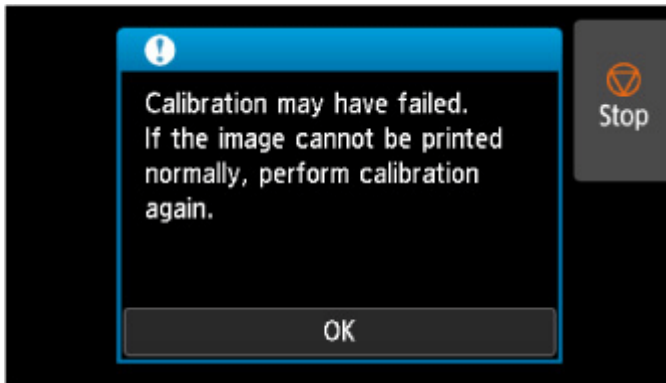 Calibration may have failed.
If the image cannot be printed
normally, perform calibration
again.
OK
Stop